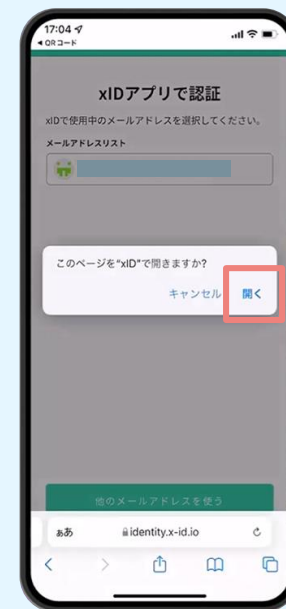 17:04
◀ QRコード
xIDアプリで認証
xIDで使用中のメールアドレスを選択してください。
メールアドレスリスト
このページを"xID"で開きますか?
キャンセル 開く
他のメールアドレスを使う
ぁあ identity.x-id.io